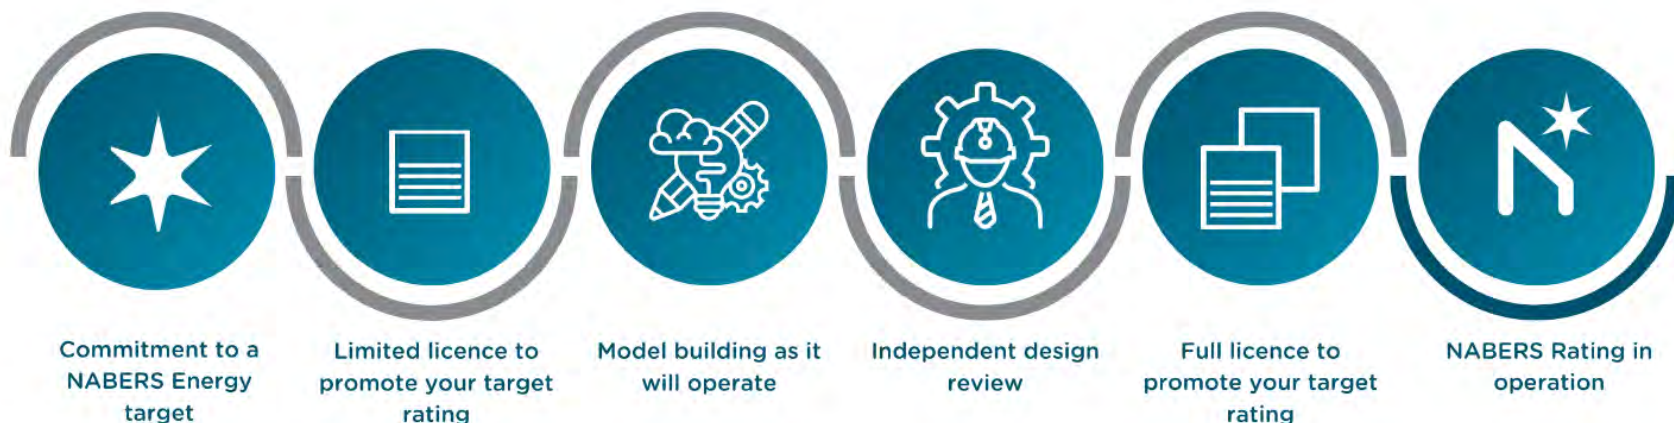 Commitment to a
NABERS Energy
target
Limited licence to
promote your target
rating
Model building as it
will operate
Independent design
review
Full licence to
promote your target
rating
NABERS Rating in
operation